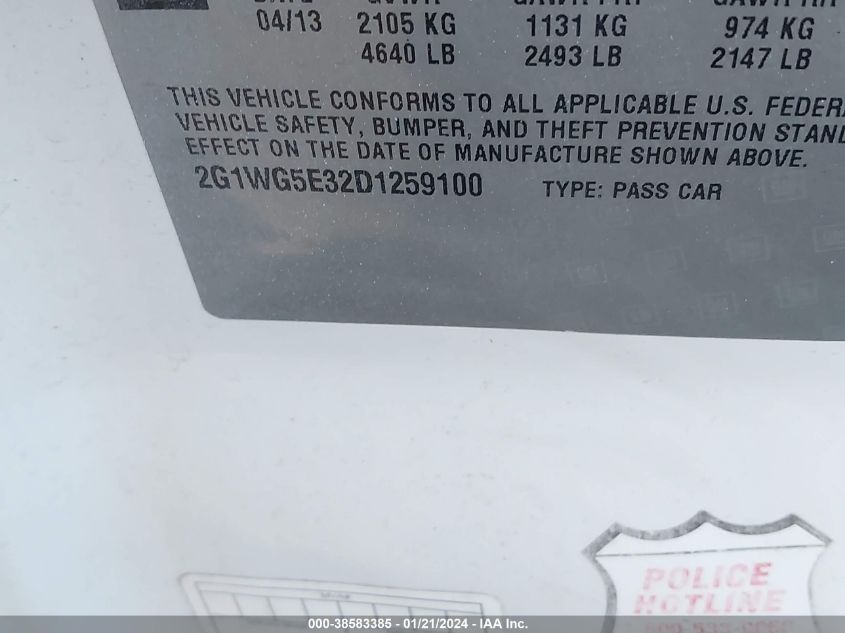 04/13 2105 KG 1131 KG 974 KG
4640 LB 2493 LB 2147 LB
THIS VEHICLE CONFORMS TO ALL APPLICABLE U.S. FEDERA
VEHICLE SAFETY, BUMPER, AND THEFT PREVENTION STAND
EFFECT ON THE DATE OF MANUFACTURE SHOWN ABOVE.
2G1WG5E32D1259100 TYPE: PASS CAR
POLICE
HOTLINE
000-38583385 - 01/21/2024 - IAA Inc.